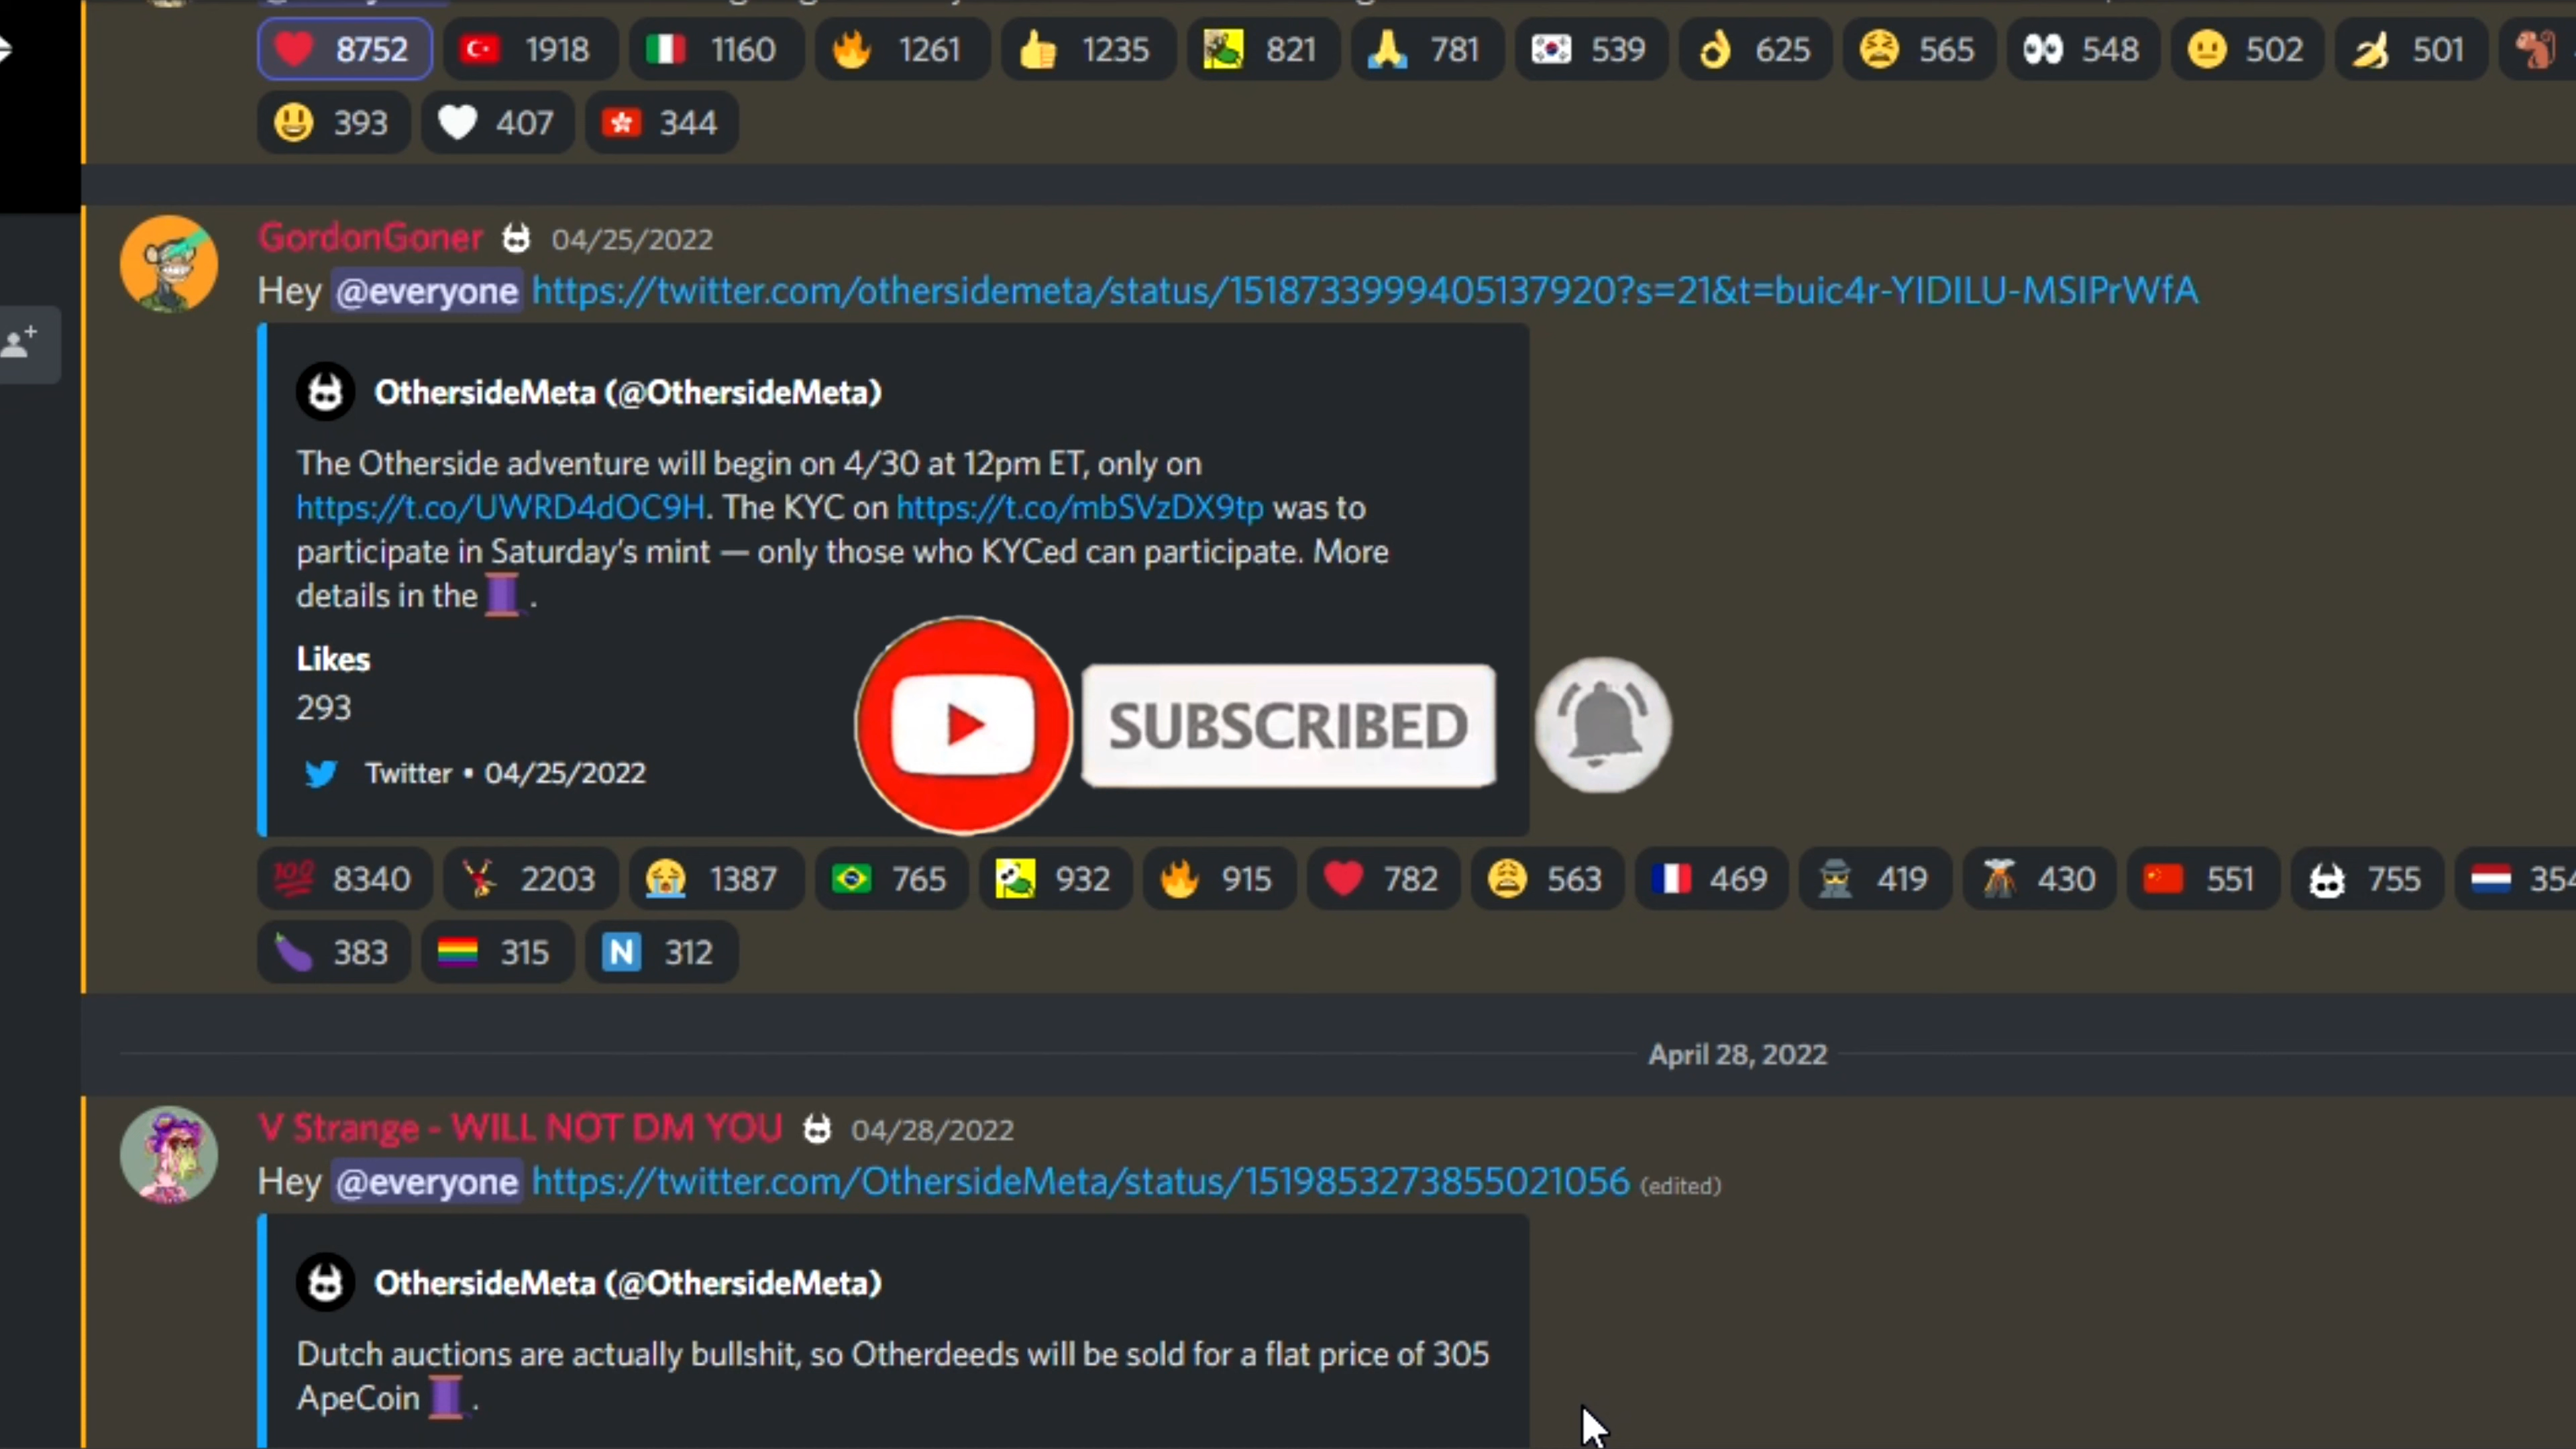 8752 1918 1160 1261 1235 821 781 539 625 565 548 502 501
393 407 344
GordonGoner 04/25/2022
Hey @everyone https://twitter.com/othersidemeta/status/1518733999405137920?s=21&t=buic4r-YIDILU-MSIPrWfA
OthersideMeta (@OthersideMeta)
The Otherside adventure will begin on 4/30 at 12pm ET, only on
https://t.co/UWRD4dOC9H. The KYC on https://t.co/mbSVzDX9tp was to
participate in Saturday's mint — only those who KYCed can participate. More
details in the 🧵.
Likes
293
SUBSCRIBED
Twitter • 04/25/2022
100 8340 2203 1387 765 932 915 782 563 469 419 430 551 755 354
383 315 N 312
April 28, 2022
V Strange - WILL NOT DM YOU 04/28/2022
Hey @everyone https://twitter.com/OthersideMeta/status/1519853273855021056 (edited)
OthersideMeta (@OthersideMeta)
Dutch auctions are actually bullshit, so Otherdeeds will be sold for a flat price of 305
ApeCoin 🧵.